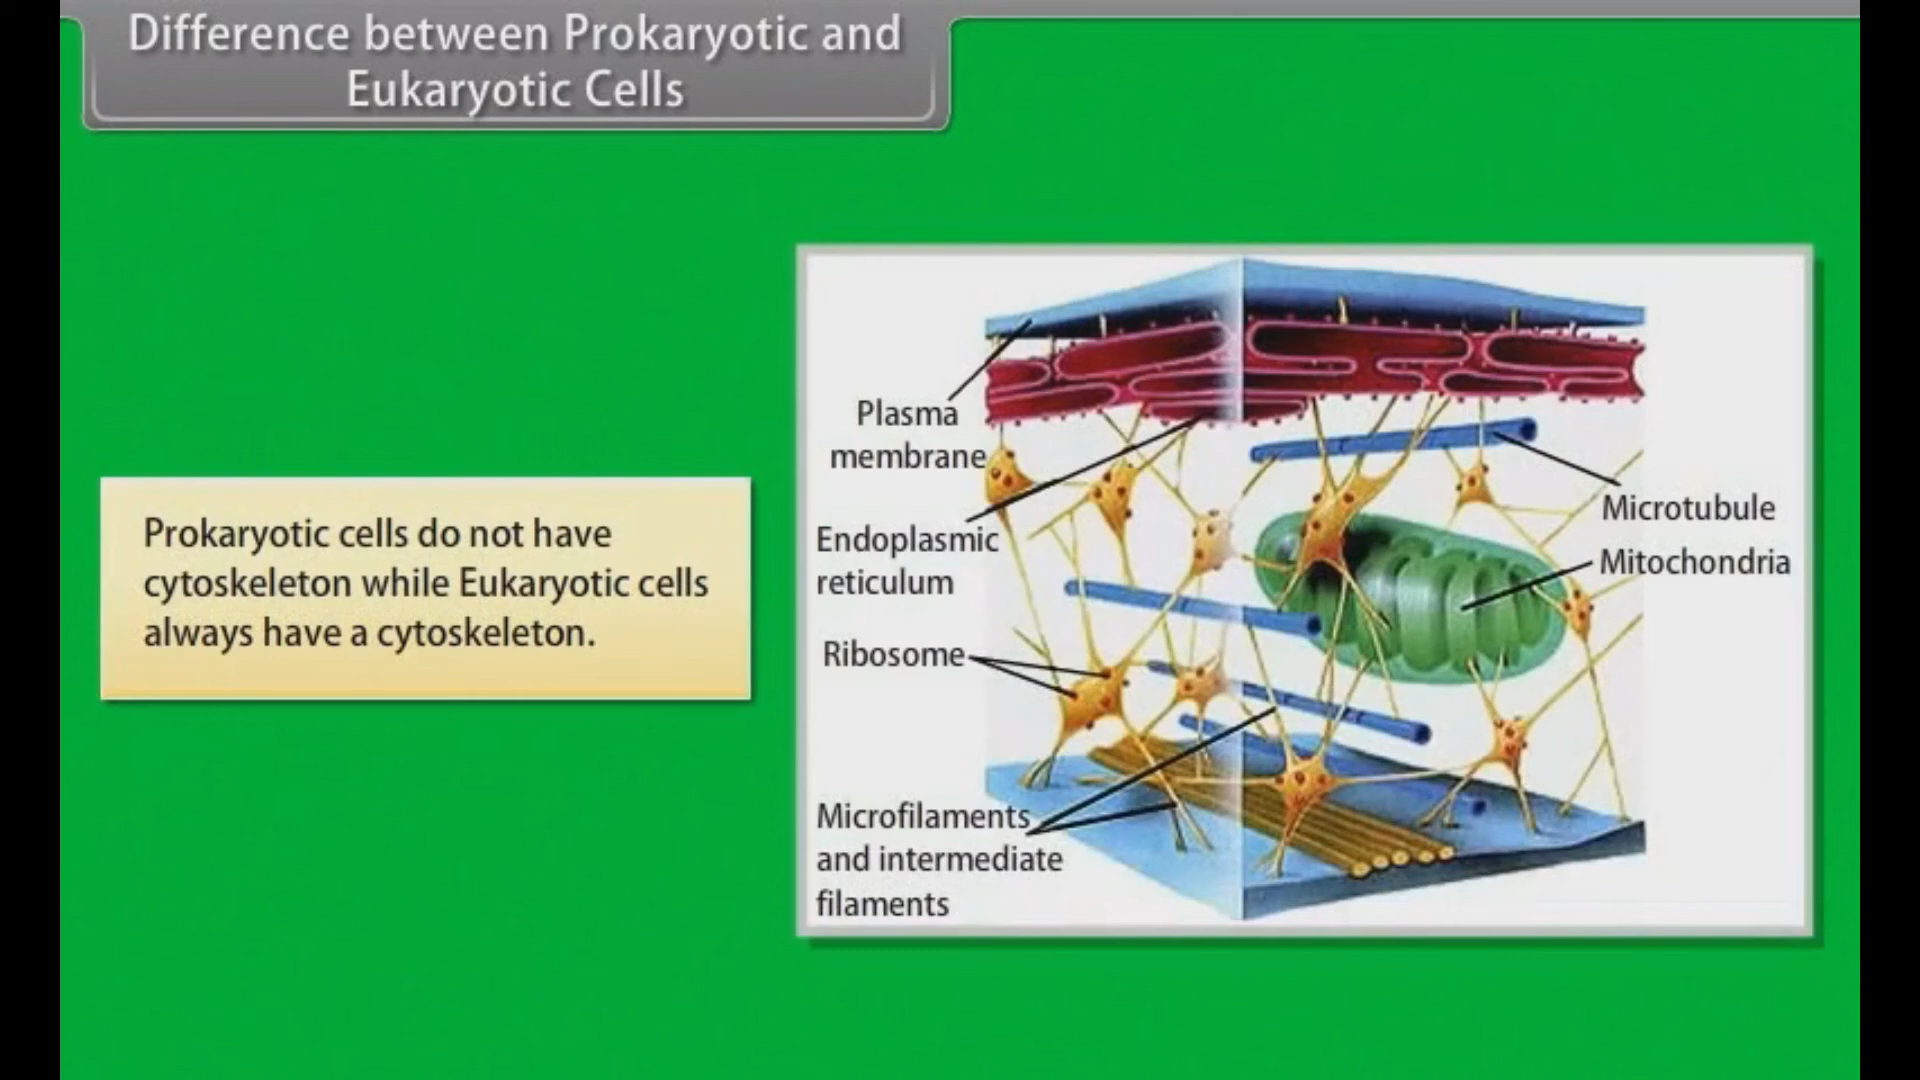 Difference between Prokaryotic and
Eukaryotic Cells
Prokaryotic cells do not have
cytoskeleton while Eukaryotic cells
always have a cytoskeleton.
Plasma
membrane
Endoplasmic
reticulum
Ribosome
Microfilaments
and intermediate
filaments
Microtubule
Mitochondria